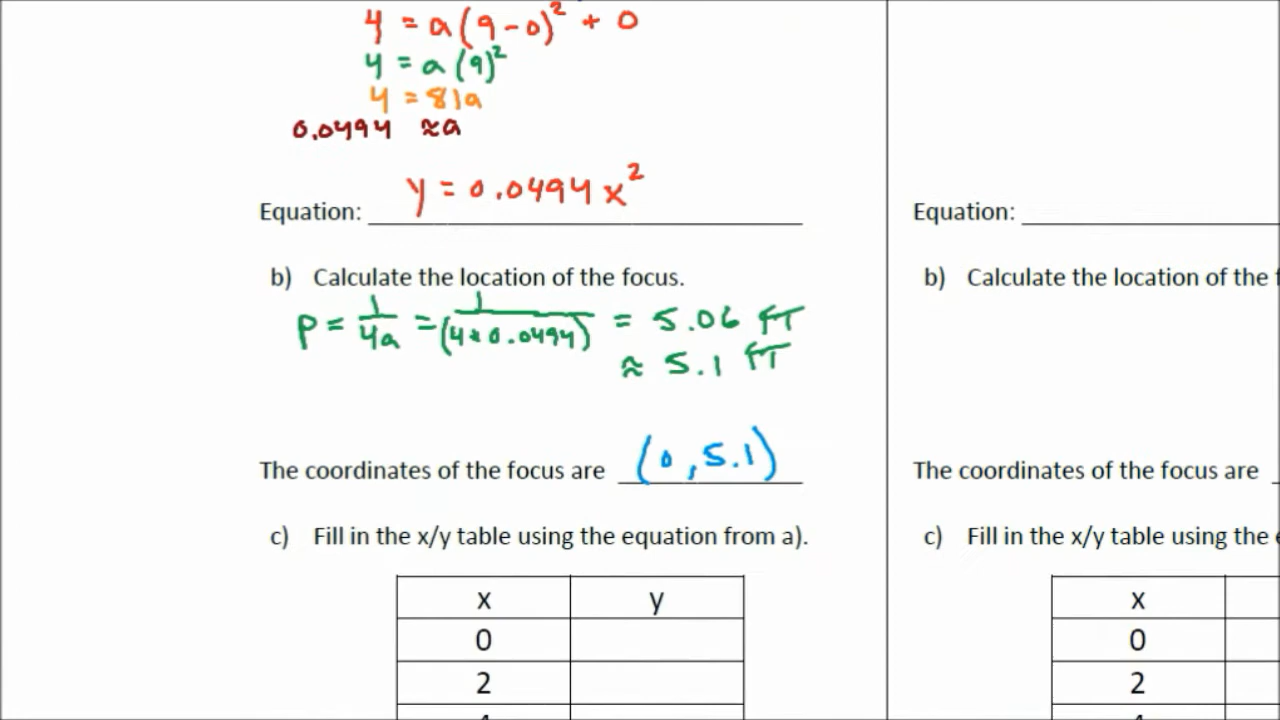 4 = a(9-0)² + 0
4 = a(9)²
4 = 81a
0.0494 ≈a
y = 0.0494x²
Equation:
b) Calculate the location of the focus.
P = 1/4a = 1/(4*0.0494) = 5.06 FT
≈ 5.1 FT
The coordinates of the focus are (0, 5.1)
c) Fill in the x/y table using the equation from a).
x y
0
2
Equation:
b) Calculate the location of the
The coordinates of the focus are
c) Fill in the x/y table using the
x
0
2